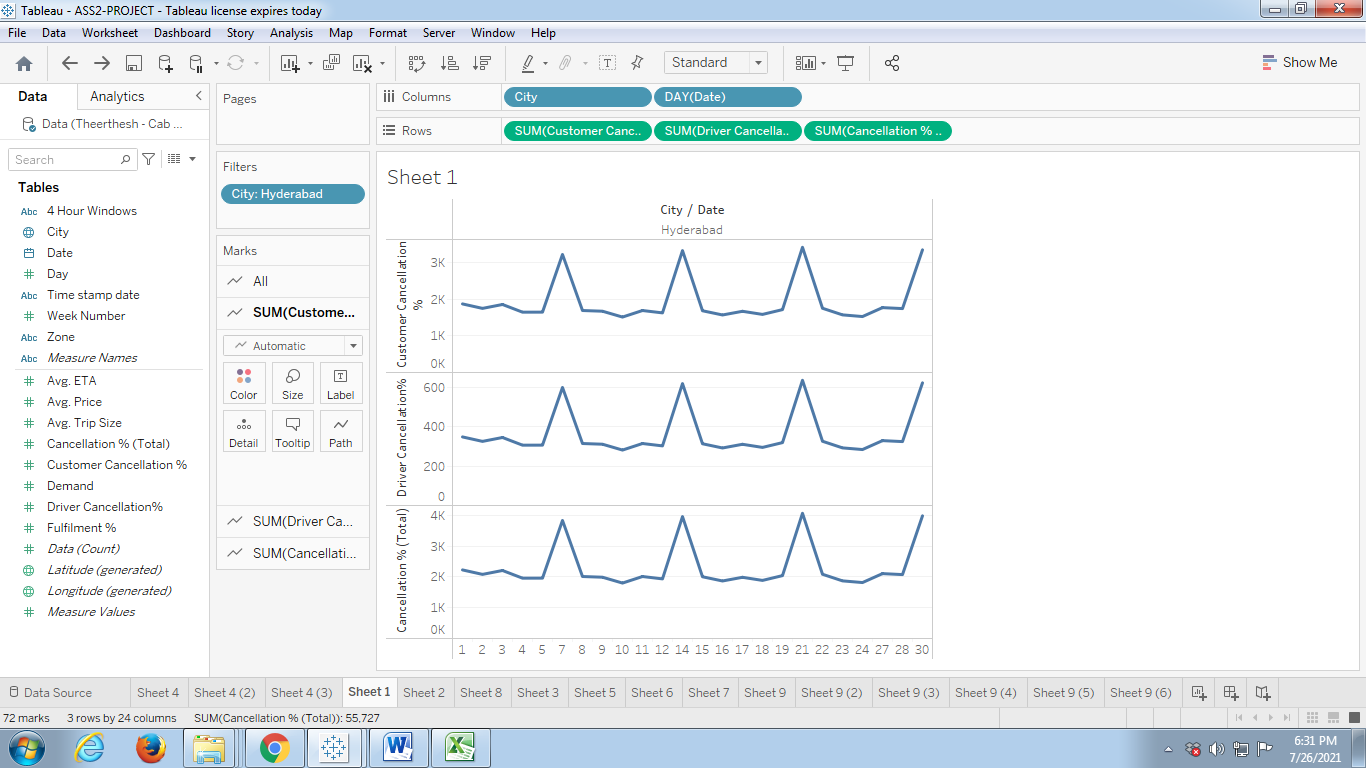 Tableau - ASS2-PROJECT - Tableau license expires today
File Data Worksheet Dashboard Story Analysis Map Format Server Window Help
Standard
Show Me
Data Analytics
Data (Theerthesh - Cab ...
Search
Tables
Abc 4 Hour Windows
City
Date
Day
Abc Time stamp date
Week Number
Abc Zone
Abc Measure Names
Avg. ETA
Avg. Price
Avg. Trip Size
Cancellation % (Total)
Customer Cancellation %
Demand
Driver Cancellation%
Fulfilment %
Data (Count)
Latitude (generated)
Longitude (generated)
Measure Values
Pages
Filters
City: Hyderabad
Marks
All
SUM(Custome...
Automatic
Color Size Label
Detail Tooltip Path
SUM(Driver Ca...
SUM(Cancellati...
Columns City DAY(Date)
Rows SUM(Customer Canc.. SUM(Driver Cancella.. SUM(Cancellation % ..
Sheet 1
City / Date
Hyderabad
Customer Cancellation %
3K
2K
1K
0K
Driver Cancellation%
600
400
200
0
Cancellation % (Total)
4K
3K
2K
1K
0K
1 2 3 4 5 7 8 9 10 11 12 14 16 17 18 19 21 22 23 24 27 28 30
Data Source Sheet 4 Sheet 4 (2) Sheet 4 (3) Sheet 1 Sheet 2 Sheet 8 Sheet 3 Sheet 5 Sheet 6 Sheet 7 Sheet 9 Sheet 9 (2) Sheet 9 (3) Sheet 9 (4) Sheet 9 (5) Sheet 9 (6)
72 marks 3 rows by 24 columns SUM(Cancellation % (Total)): 55,727
6:31 PM
7/26/2021